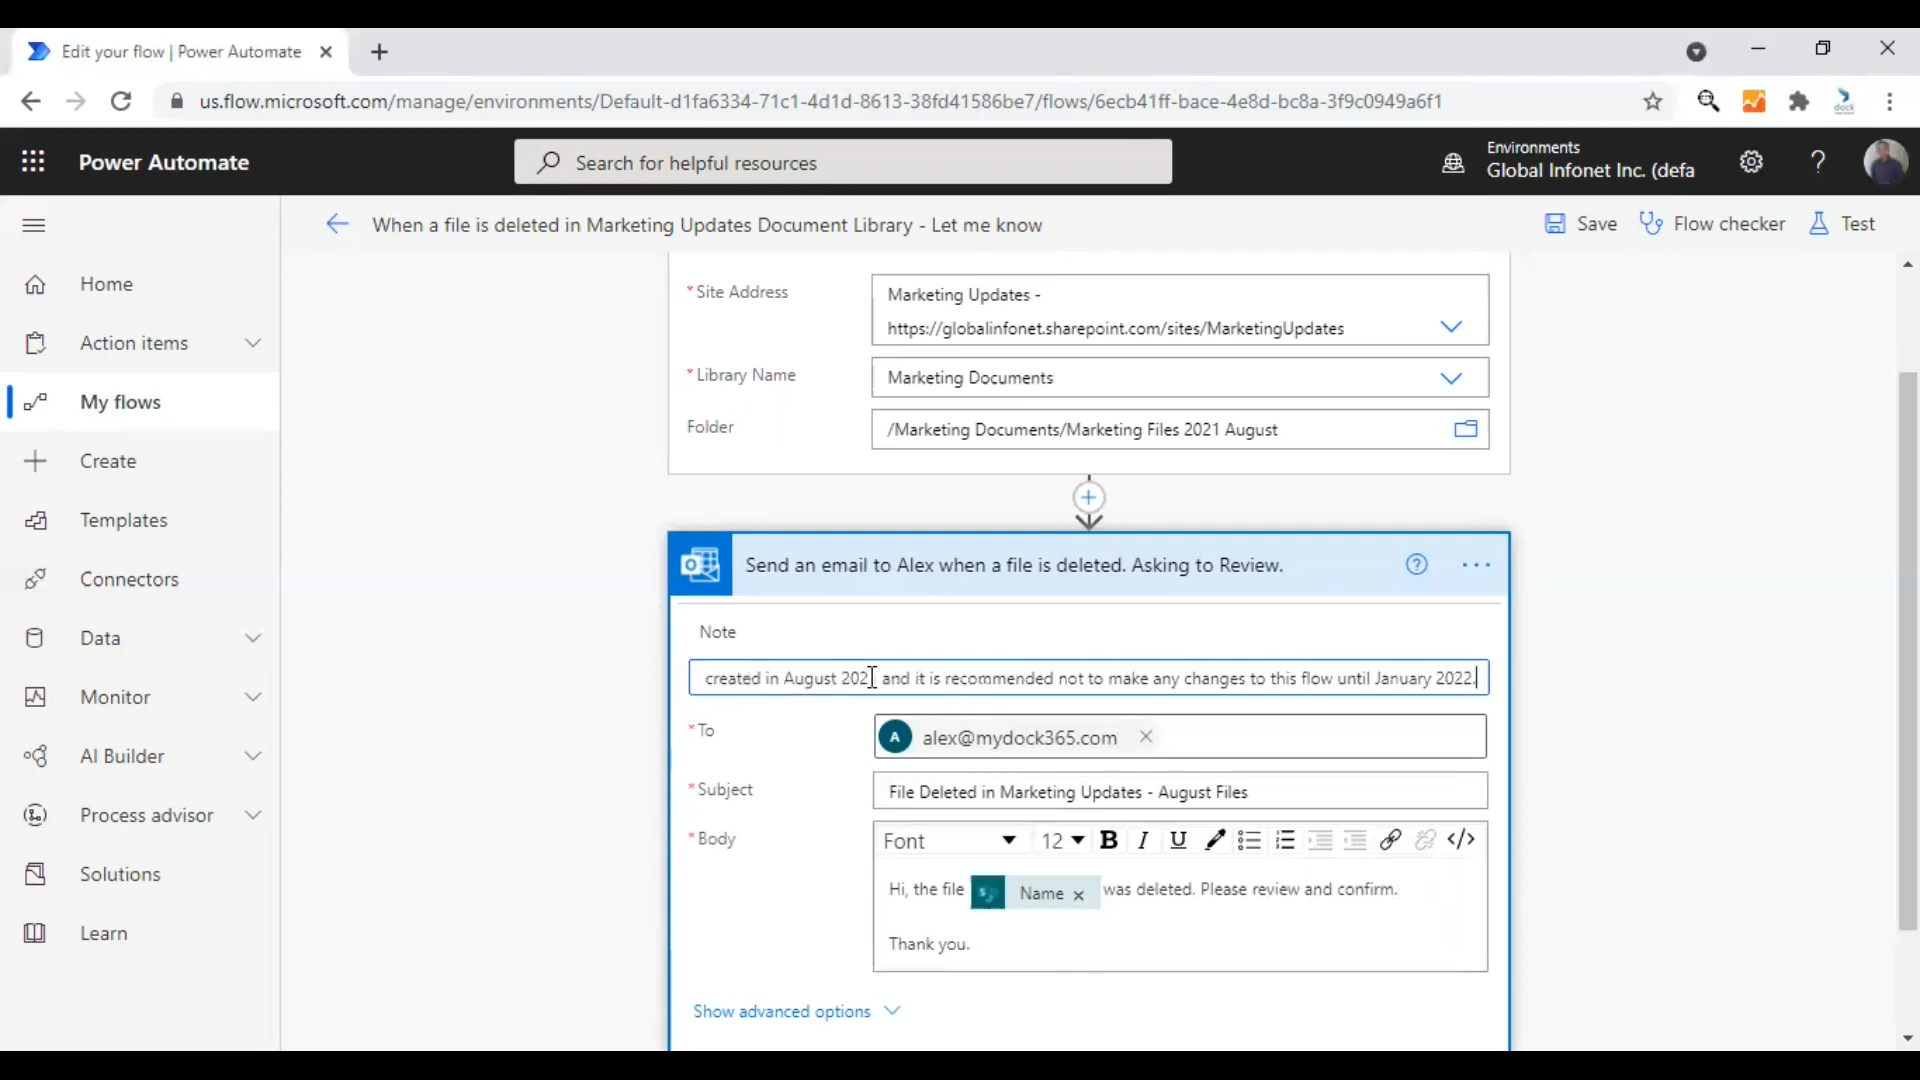 Edit your flow | Power Automate
us.flow.microsoft.com/manage/environments/Default-d1fa6334-71c1-4d1d-8613-38fd41586be7/flows/6ecb41ff-bace-4e8d-bc8a-3f9c0949a6f1
dock
Power Automate
Search for helpful resources
Environments
Global Infonet Inc. (defa
When a file is deleted in Marketing Updates Document Library - Let me know
Save
Flow checker
Test
Home
Action items
My flows
Create
Templates
Connectors
Data
Monitor
AI Builder
Process advisor
Solutions
Learn
*Site Address
Marketing Updates -
https://globalinfonet.sharepoint.com/sites/MarketingUpdates
*Library Name
Marketing Documents
Folder
/Marketing Documents/Marketing Files 2021 August
Send an email to Alex when a file is deleted. Asking to Review.
Note
created in August 202 and it is recommended not to make any changes to this flow until January 2022.
*To
A alex@mydock365.com
*Subject
File Deleted in Marketing Updates - August Files
*Body
Font 12 B I U </>
Hi, the file S Name × was deleted. Please review and confirm.
Thank you.
Show advanced options